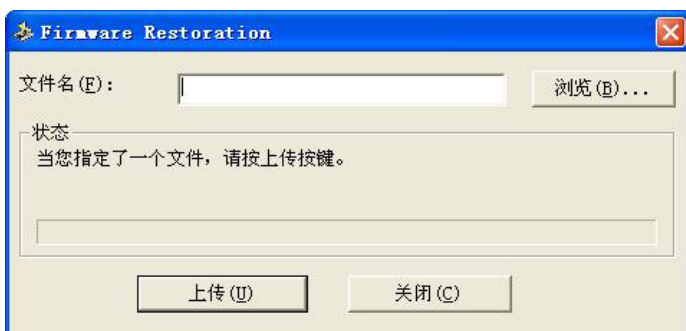 Firmware Restoration
文件名(F):
浏览(B)...
状态
当您指定了一个文件，请按上传按键。
上传(U)
关闭(C)